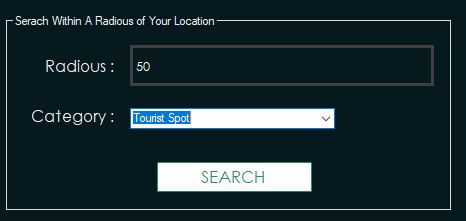 Serach Within A Radious of Your Location
Radious : 50
Category : Tourist Spot
SEARCH